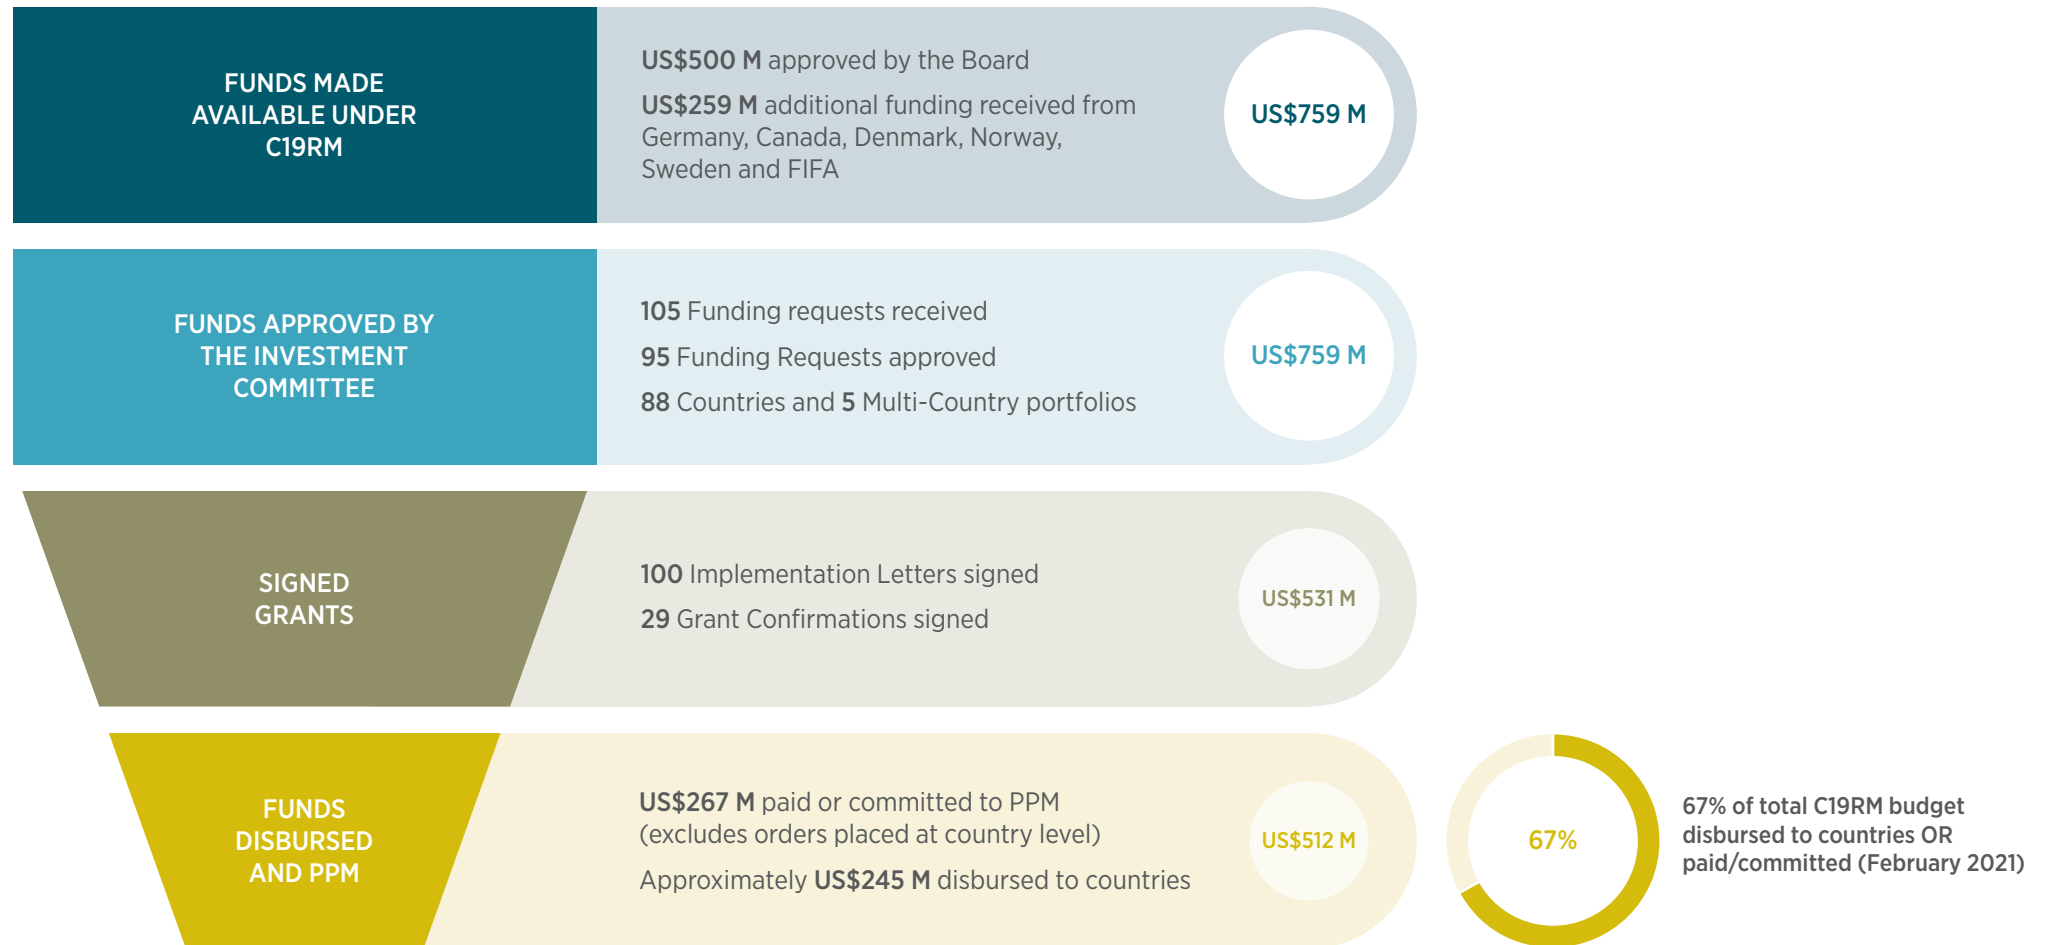 FUNDS MADE
AVAILABLE UNDER
C19RM
US$500 M approved by the Board
US$259 M additional funding received from
Germany, Canada, Denmark, Norway,
Sweden and FIFA
US$759 M
FUNDS APPROVED BY
THE INVESTMENT
COMMITTEE
105 Funding requests received
95 Funding Requests approved
88 Countries and 5 Multi-Country portfolios
US$759 M
SIGNED
GRANTS
100 Implementation Letters signed
29 Grant Confirmations signed
US$531 M
FUNDS
DISBURSED
AND PPM
US$267 M paid or committed to PPM
(excludes orders placed at country level)
Approximately US$245 M disbursed to countries
US$512 M
67%
67% of total C19RM budget
disbursed to countries OR
paid/committed (February 2021)